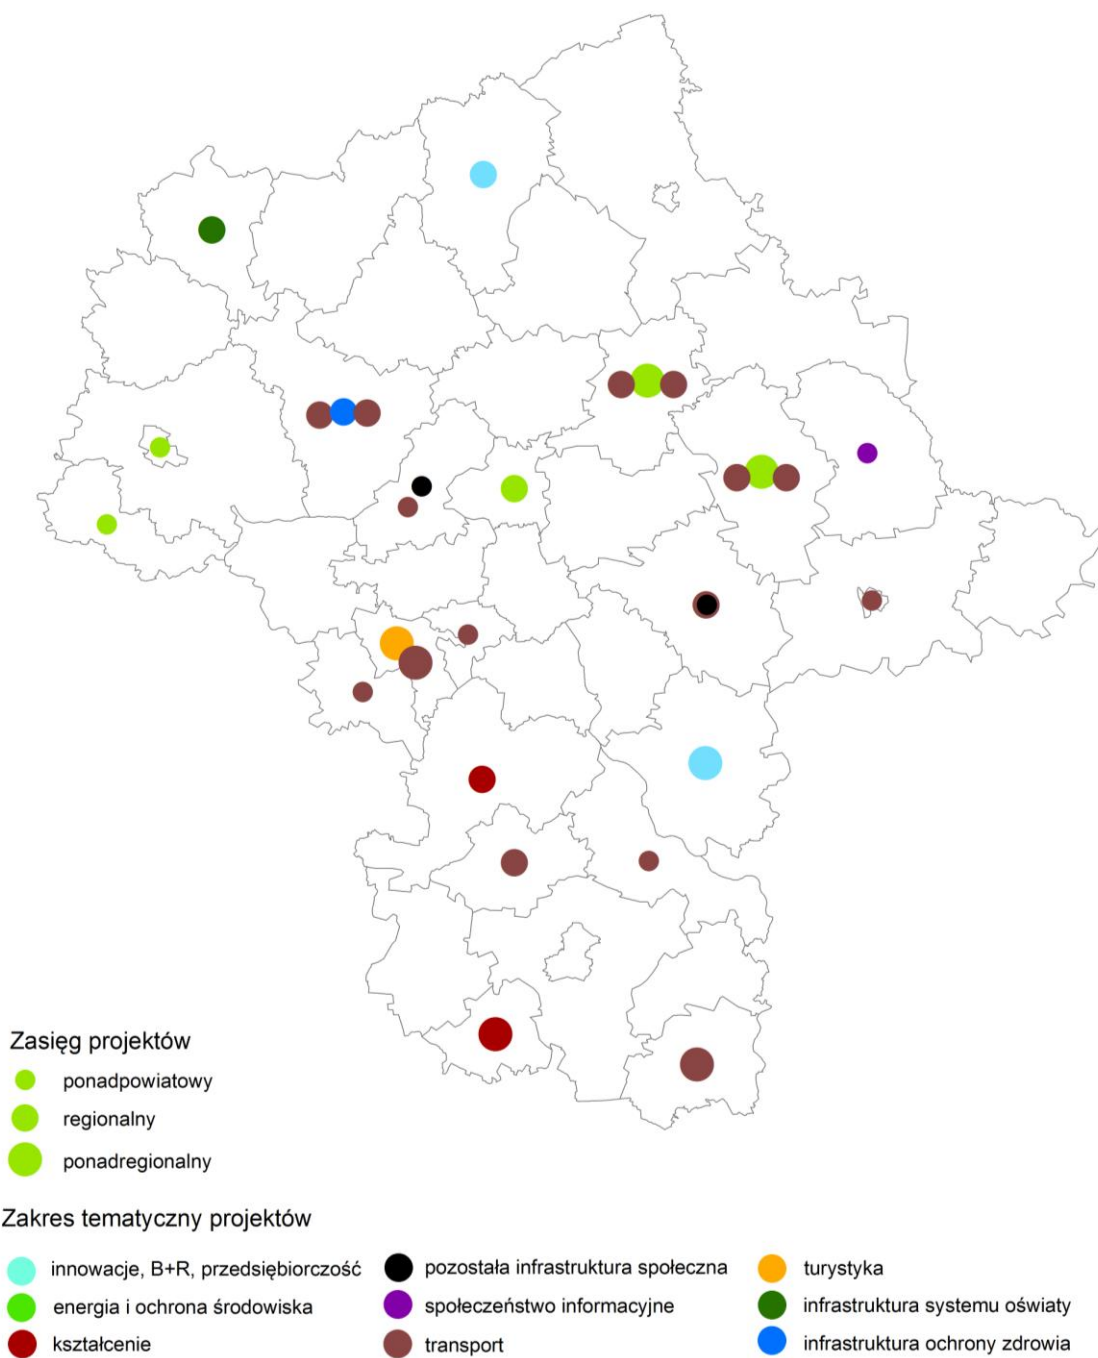 Zasięg projektów
ponadpowiatowy
regionalny
ponadregionalny
Zakres tematyczny projektów
innowacje, B+R, przedsiębiorczość
energia i ochrona środowiska
kształcenie
pozostała infrastruktura społeczna
społeczeństwo informacyjne
transport
turystyka
infrastruktura systemu oświaty
infrastruktura ochrony zdrowia